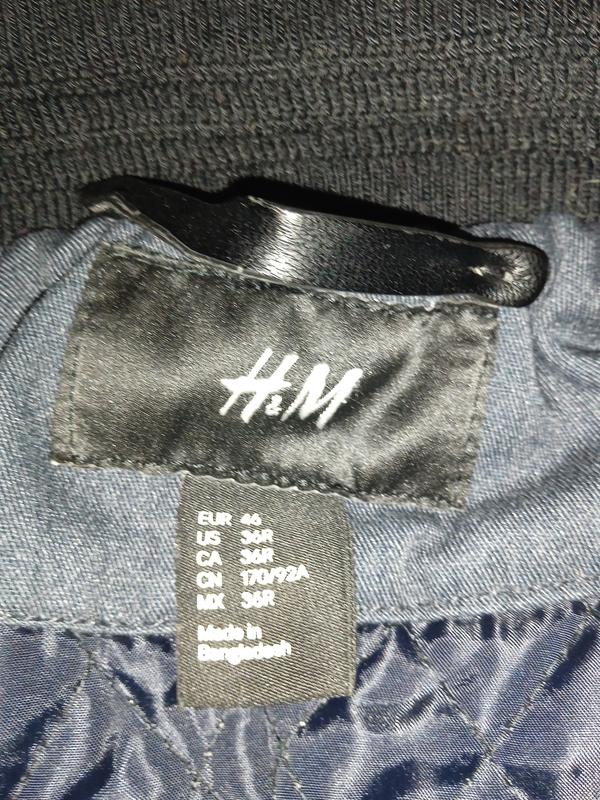 H&M
EUR 46
US 36R
CA 36R
CN 170/92A
MX 36R
Made in
Bangladesh